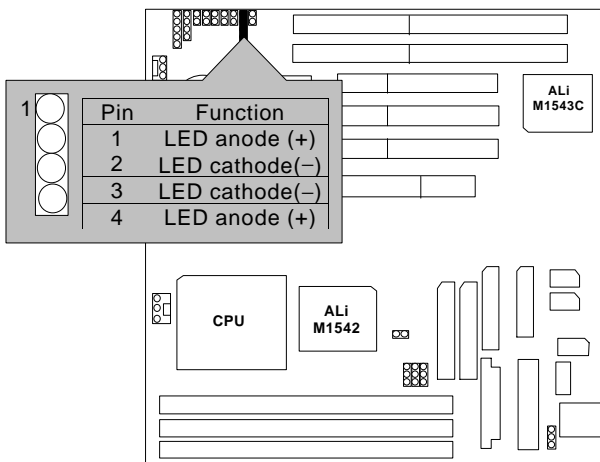 1
Pin Function
1 LED anode (+)
2 LED cathode(−)
3 LED cathode(−)
4 LED anode (+)
ALi
M1543C
CPU
ALi
M1542